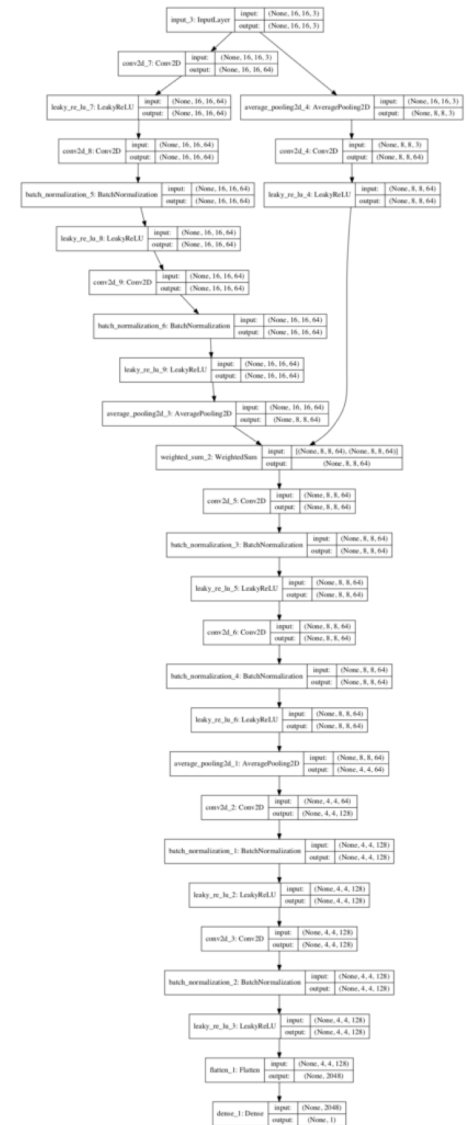 input_3: InputLayer input: (None, 16, 16, 3)
output: (None, 16, 16, 3)
conv2d_7: Conv2D input: (None, 16, 16, 3)
output: (None, 16, 16, 64)
leaky_re_lu_7: LeakyReLU input: (None, 16, 16, 64)
output: (None, 16, 16, 64)
average_pooling2d_4: AveragePooling2D input: (None, 16, 16, 3)
output: (None, 8, 8, 3)
conv2d_8: Conv2D input: (None, 16, 16, 64)
output: (None, 16, 16, 64)
conv2d_4: Conv2D input: (None, 8, 8, 3)
output: (None, 8, 8, 64)
batch_normalization_5: BatchNormalization input: (None, 16, 16, 64)
output: (None, 16, 16, 64)
leaky_re_lu_4: LeakyReLU input: (None, 8, 8, 64)
output: (None, 8, 8, 64)
leaky_re_lu_8: LeakyReLU input: (None, 16, 16, 64)
output: (None, 16, 16, 64)
conv2d_9: Conv2D input: (None, 16, 16, 64)
output: (None, 16, 16, 64)
batch_normalization_6: BatchNormalization input: (None, 16, 16, 64)
output: (None, 16, 16, 64)
leaky_re_lu_9: LeakyReLU input: (None, 16, 16, 64)
output: (None, 16, 16, 64)
average_pooling2d_3: AveragePooling2D input: (None, 16, 16, 64)
output: (None, 8, 8, 64)
weighted_sum_2: WeightedSum input: [(None, 8, 8, 64), (None, 8, 8, 64)]
output: (None, 8, 8, 64)
conv2d_5: Conv2D input: (None, 8, 8, 64)
output: (None, 8, 8, 64)
batch_normalization_3: BatchNormalization input: (None, 8, 8, 64)
output: (None, 8, 8, 64)
leaky_re_lu_5: LeakyReLU input: (None, 8, 8, 64)
output: (None, 8, 8, 64)
conv2d_6: Conv2D input: (None, 8, 8, 64)
output: (None, 8, 8, 64)
batch_normalization_4: BatchNormalization input: (None, 8, 8, 64)
output: (None, 8, 8, 64)
leaky_re_lu_6: LeakyReLU input: (None, 8, 8, 64)
output: (None, 8, 8, 64)
average_pooling2d_1: AveragePooling2D input: (None, 8, 8, 64)
output: (None, 4, 4, 64)
conv2d_2: Conv2D input: (None, 4, 4, 64)
output: (None, 4, 4, 128)
batch_normalization_1: BatchNormalization input: (None, 4, 4, 128)
output: (None, 4, 4, 128)
leaky_re_lu_2: LeakyReLU input: (None, 4, 4, 128)
output: (None, 4, 4, 128)
conv2d_3: Conv2D input: (None, 4, 4, 128)
output: (None, 4, 4, 128)
batch_normalization_2: BatchNormalization input: (None, 4, 4, 128)
output: (None, 4, 4, 128)
leaky_re_lu_3: LeakyReLU input: (None, 4, 4, 128)
output: (None, 4, 4, 128)
flatten_1: Flatten input: (None, 4, 4, 128)
output: (None, 2048)
dense_1: Dense input: (None, 2048)
output: (None, 1)